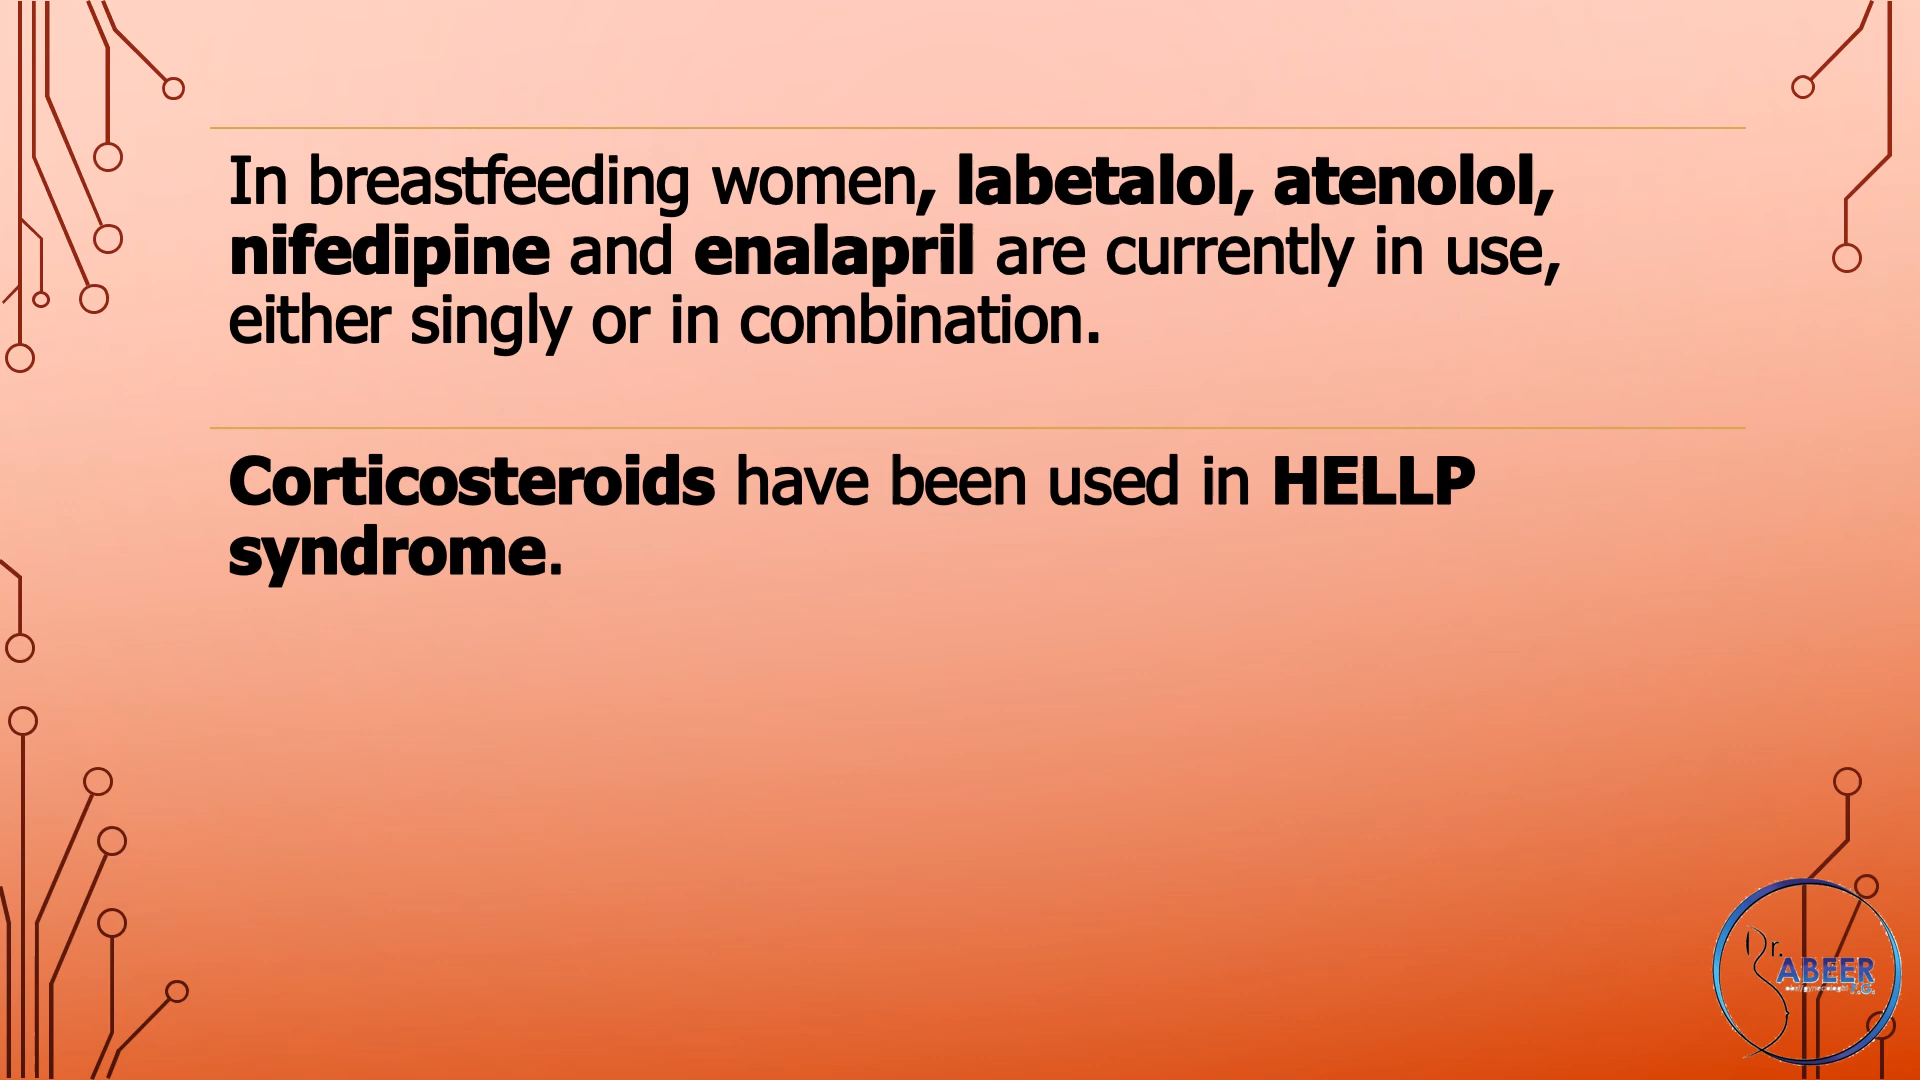 In breastfeeding women, labetalol, atenolol,
nifedipine and enalapril are currently in use,
either singly or in combination.
Corticosteroids have been used in HELLP
syndrome.
Dr.
ABEER
F.G.